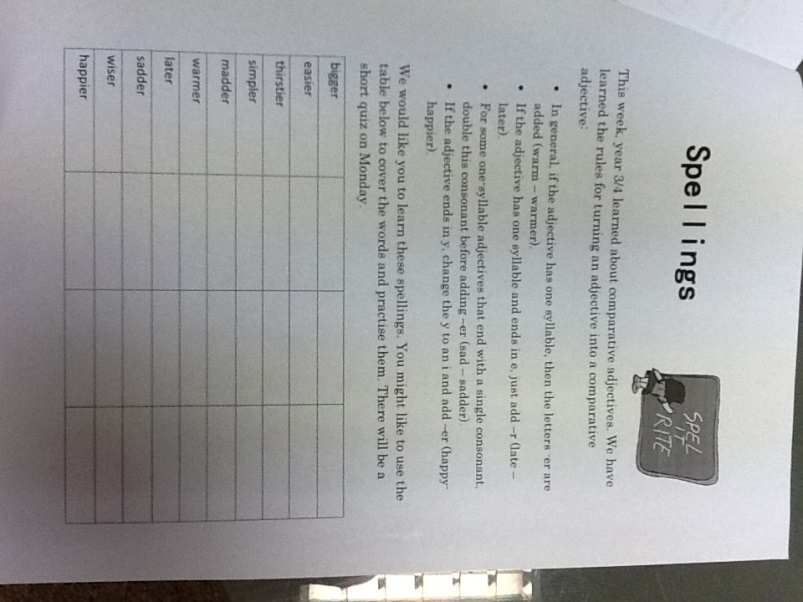 Spellings
SPEL
IT
RITE
This week, year 3/4 learned about comparative adjectives. We have
learned the rules for turning an adjective into a comparative
adjective:
• In general, if the adjective has one syllable, then the letters -er are
added (warm – warmer).
• If the adjective has one syllable and ends in e, just add –r (late –
later).
• For some one-syllable adjectives that end with a single consonant,
double this consonant before adding –er (sad – sadder)
• If the adjective ends in y, change the y to an i and add –er (happy-
happier).
We would like you to learn these spellings. You might like to use the
table below to cover the words and practise them. There will be a
short quiz on Monday.
bigger
easier
thirstier
simpler
madder
warmer
later
sadder
wiser
happier